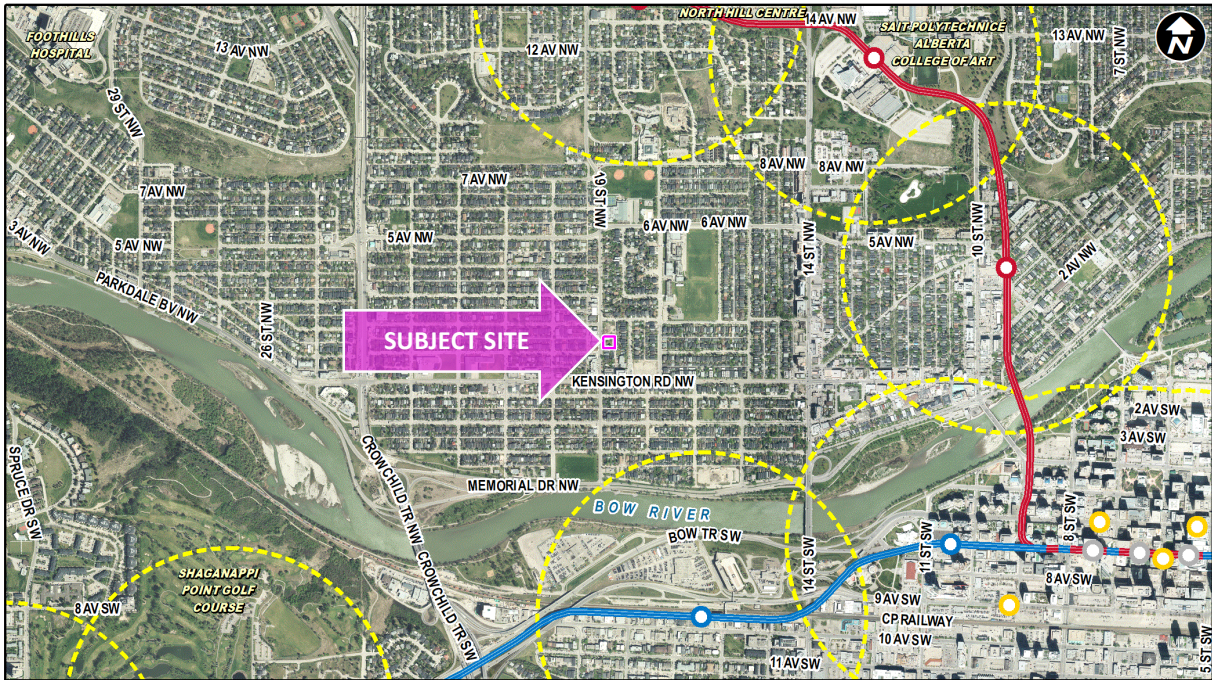 NORTH HILL CENTRE
14 AV NW
FOOTHILLS
HOSPITAL
13 AV NW
12 AV NW
SAIT POLYTECHNIC
ALBERTA
COLLEGE OF ART
13 AV NW
7 ST NW
N
29 ST NW
7 AV NW
7 AV NW
19 ST NW
8 AV NW
8 AV NW
3 AV NW
5 AV NW
5 AV NW
6 AV NW
6 AV NW
14 ST NW
5 AV NW
10 ST NW
2 AV NW
PARKDALE BV NW
26 ST NW
SUBJECT SITE
KENSINGTON RD NW
2 AV SW
3 AV SW
SPRUCE DR SW
CROWCHILD TR NW
CROWCHILD TR SW
MEMORIAL DR NW
BOW RIVER
BOW TR SW
14 ST SW
11 ST SW
8 ST SW
8 AV SW
SHAGANAPPI
POINT GOLF
COURSE
8 AV SW
9 AV SW
CP RAILWAY
10 AV SW
11 AV SW
5 ST SW